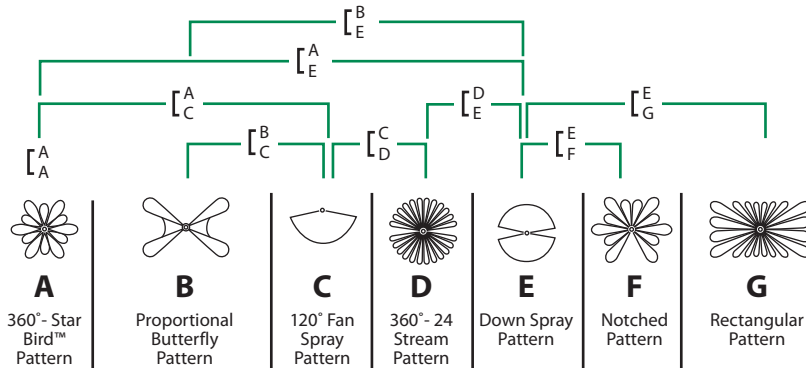 B
E
A
E
A
C
D
E
E
G
B
C
C
D
E
F
A
A
A
B
C
D
E
F
G
360˚- Star
Bird™
Pattern
Proportional
Butterfly
Pattern
120˚ Fan
Spray
Pattern
360˚- 24
Stream
Pattern
Down Spray
Pattern
Notched
Pattern
Rectangular
Pattern